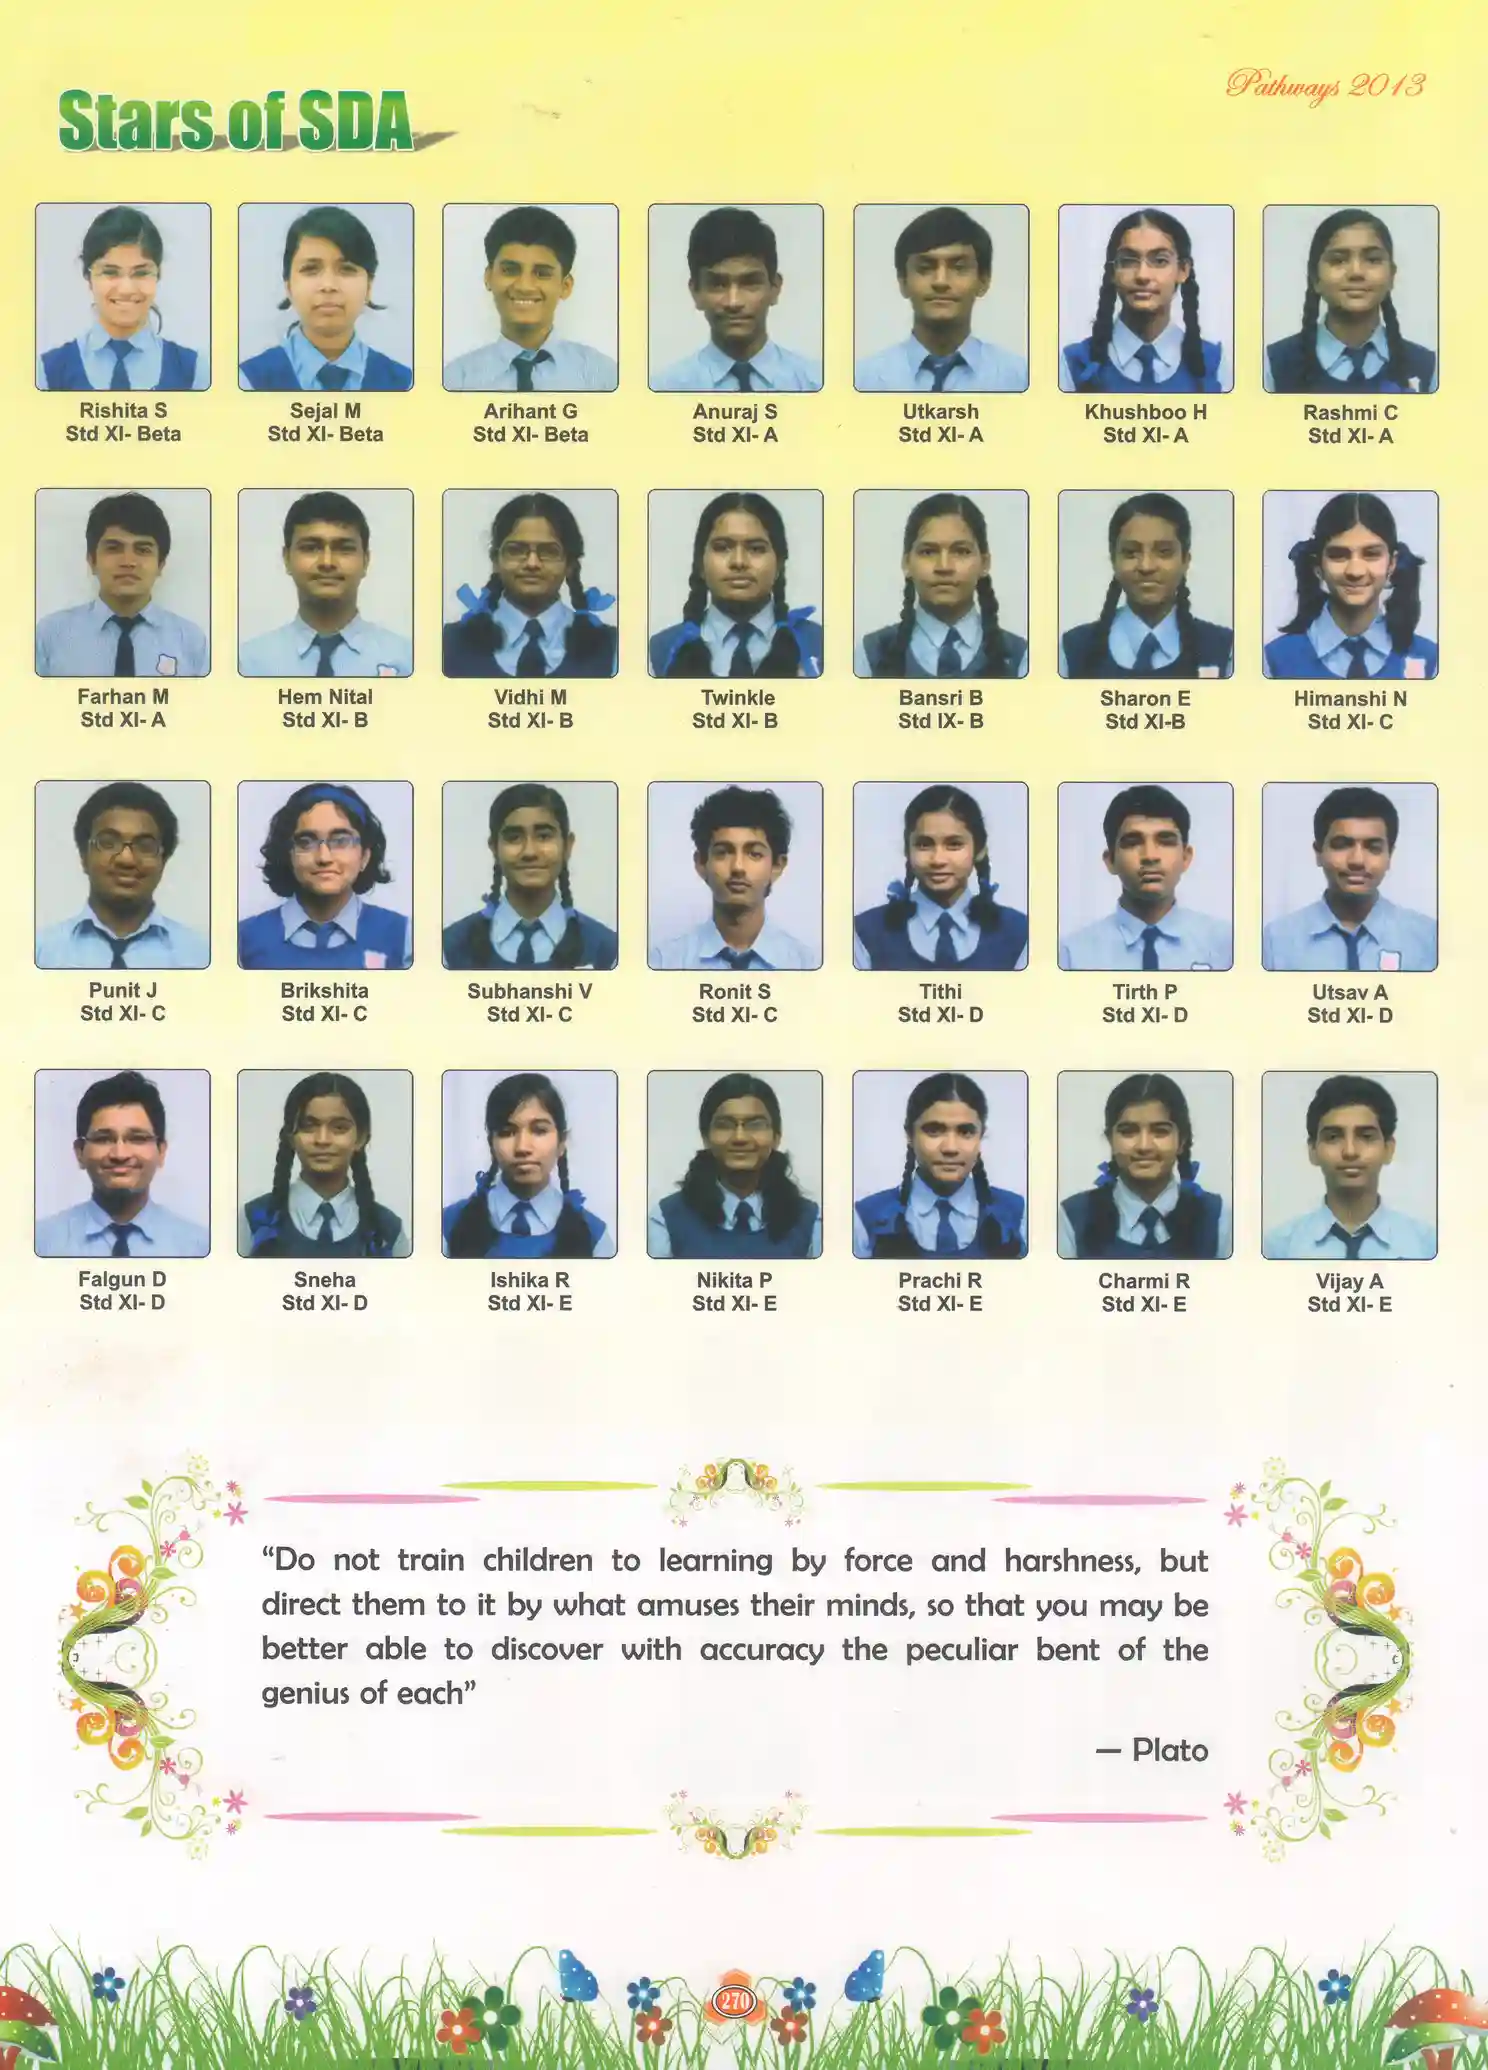 Pathways 2013
Stars of SDA
Rishita S
Std XI- Beta
Sejal M
Std XI- Beta
Arihant G
Std XI- Beta
Anuraj S
Std XI- A
Utkarsh
Std XI- A
Khushboo H
Std XI- A
Rashmi C
Std XI- A
Farhan M
Std XI- A
Hem Nital
Std XI- B
Vidhi M
Std XI- B
Twinkle
Std XI- B
Bansri B
Std IX- B
Sharon E
Std XI-B
Himanshi N
Std XI- C
Punit J
Std XI- C
Brikshita
Std XI- C
Subhanshi V
Std XI- C
Ronit S
Std XI- C
Tithi
Std XI- D
Tirth P
Std XI- D
Utsav A
Std XI- D
Falgun D
Std XI- D
Sneha
Std XI- D
Ishika R
Std XI- E
Nikita P
Std XI- E
Prachi R
Std XI- E
Charmi R
Std XI- E
Vijay A
Std XI- E
“Do not train children to learning by force and harshness, but
direct them to it by what amuses their minds, so that you may be
better able to discover with accuracy the peculiar bent of the
genius of each”
— Plato
270